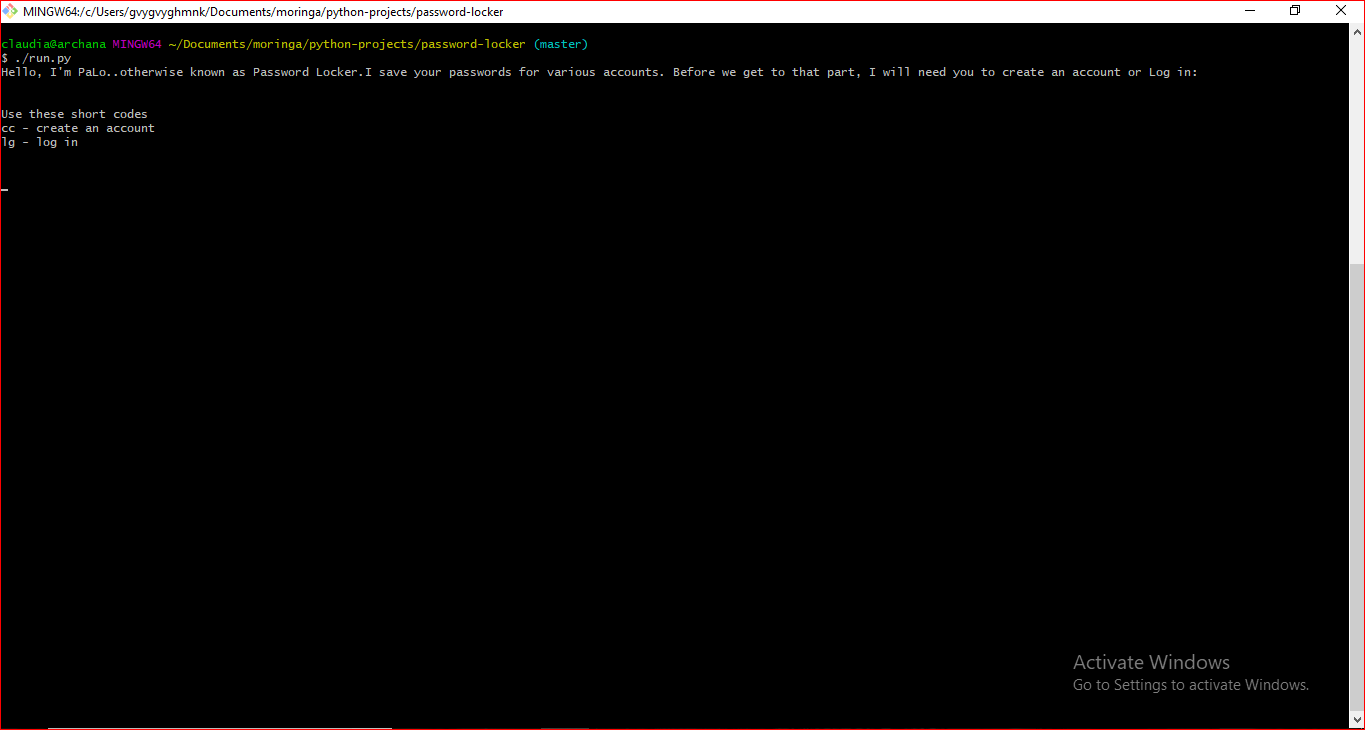 MINGW64:/c/Users/gvygvyghmnk/Documents/moringa/python-projects/password-locker
claudia@archana MINGW64 ~/Documents/moringa/python-projects/password-locker (master)
$ ./run.py
Hello, I'm PaLo..otherwise known as Password Locker.I save your passwords for various accounts. Before we get to that part, I will need you to create an account or Log in:
Use these short codes
cc - create an account
lg - log in
Activate Windows
Go to Settings to activate Windows.